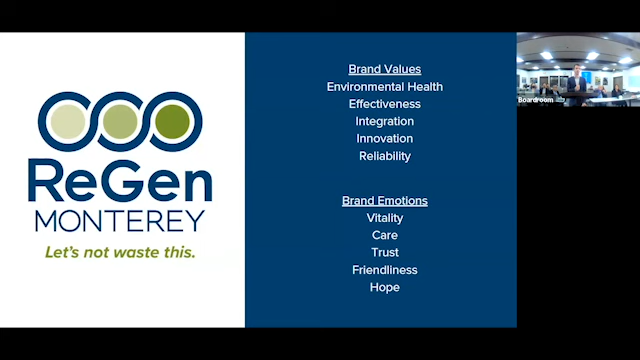 ReGen
MONTEREY
Let's not waste this.
Brand Values
Environmental Health
Effectiveness
Integration
Innovation
Reliability
Brand Emotions
Vitality
Care
Trust
Friendliness
Hope
Boardroom